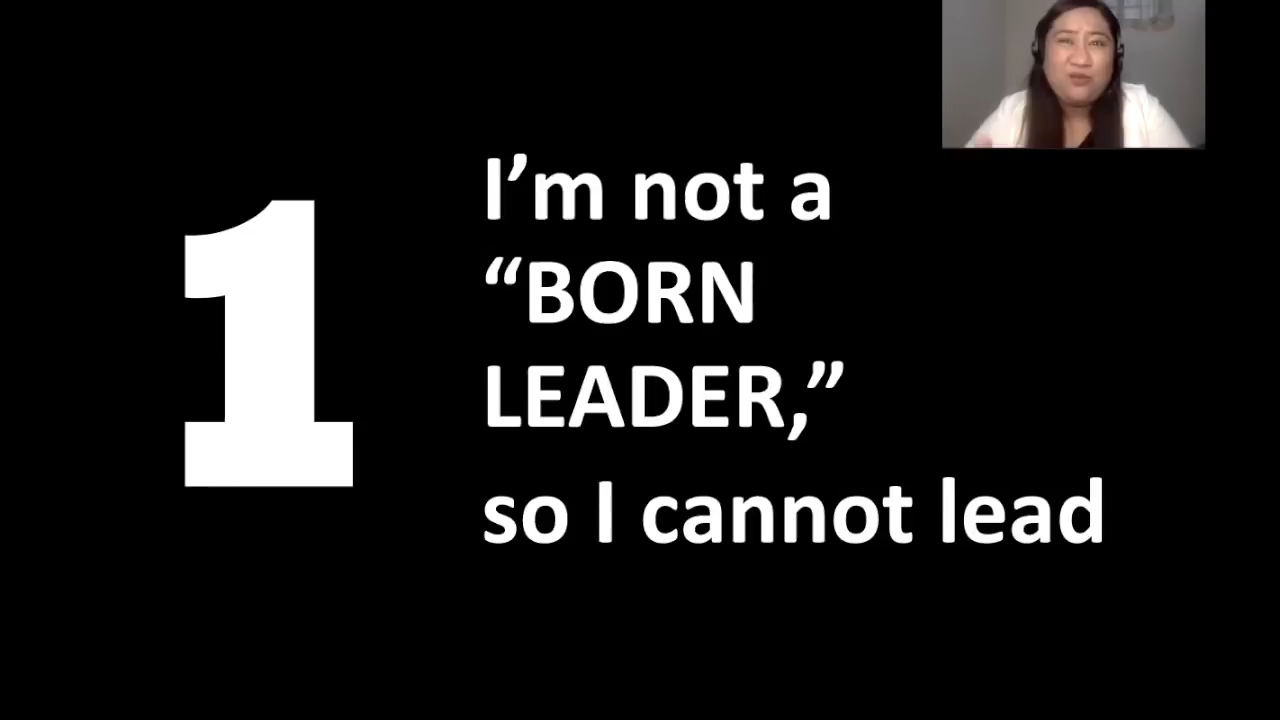 1
I’m not a
“BORN
LEADER,”
so I cannot lead